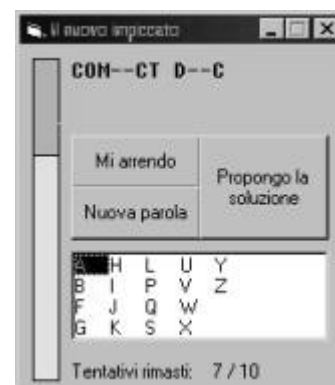 Il nuovo impiccato
COM--CT D--C
Mi arrendo
Propongo la
soluzione
Nuova parola
A H L U Y
B I P V Z
F J Q W
G K S X
Tentativi rimasti: 7 / 10